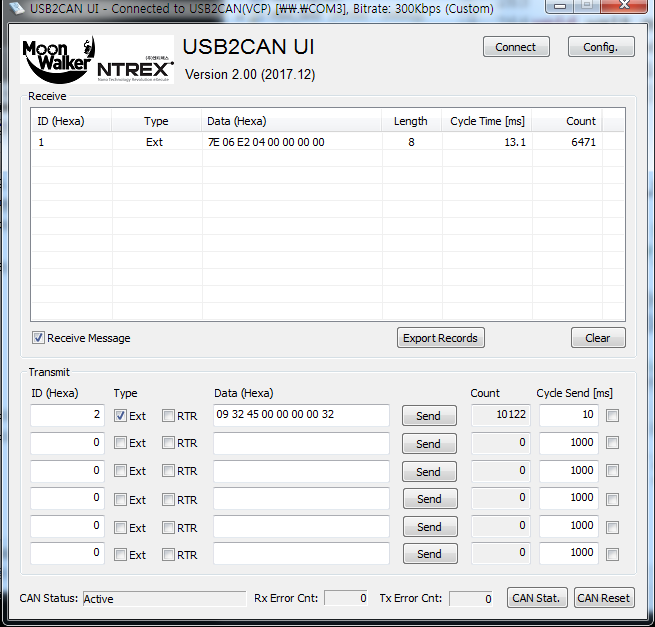 USB2CAN UI - Connected to USB2CAN(VCP) [₩₩.₩COM3], Bitrate: 300Kbps (Custom)
Moon Walker
(주)엔티렉스
NTREX
USB2CAN UI
Connect
Config.
Version 2.00 (2017.12)
Receive
ID (Hexa) Type Data (Hexa) Length Cycle Time [ms] Count
1 Ext 7E 06 E2 04 00 00 00 00 8 13.1 6471
Receive Message
Export Records
Clear
Transmit
ID (Hexa) Type Data (Hexa) Count Cycle Send [ms]
2 Ext RTR 09 32 45 00 00 00 00 32 Send 10122 10
0 Ext RTR Send 0 1000
0 Ext RTR Send 0 1000
0 Ext RTR Send 0 1000
0 Ext RTR Send 0 1000
0 Ext RTR Send 0 1000
CAN Status: Active Rx Error Cnt: 0 Tx Error Cnt: 0 CAN Stat. CAN Reset